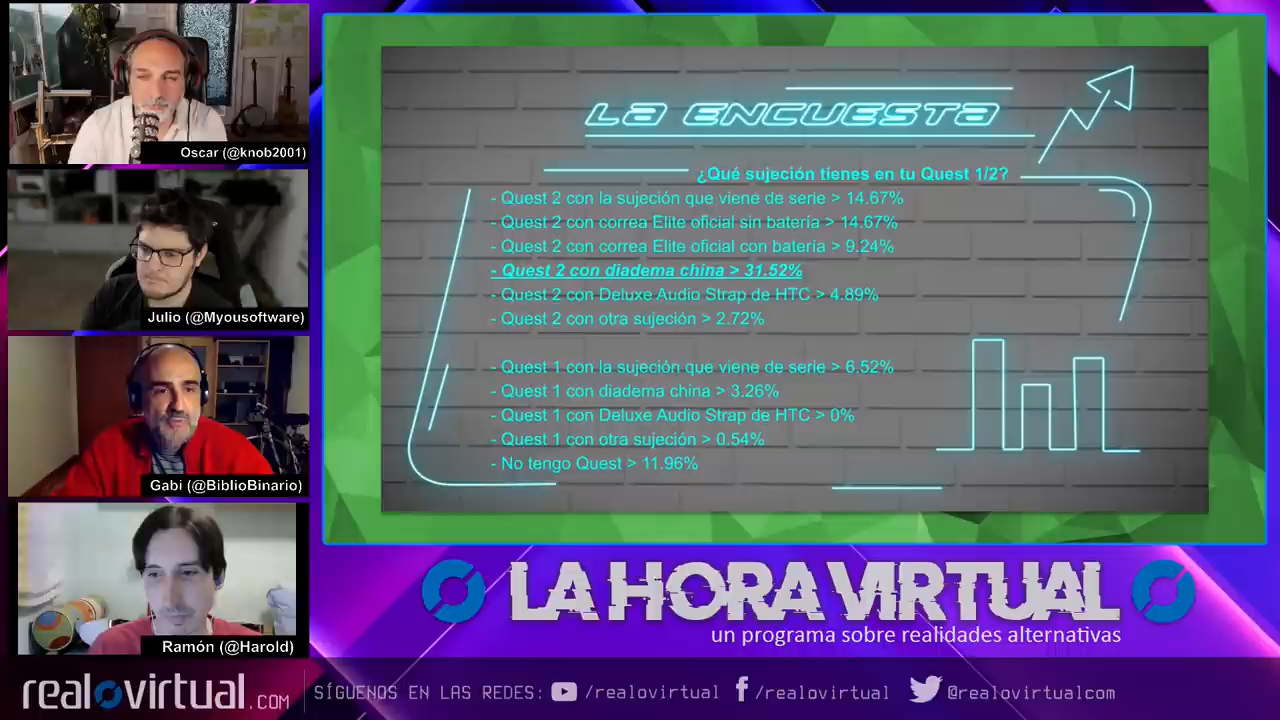 Oscar (@knob2001)
Julio (@Myousoftware)
Gabi (@BiblioBinario)
Ramón (@Harold)
LA ENCUESTA
¿Qué sujeción tienes en tu Quest 1/2?
- Quest 2 con la sujeción que viene de serie > 14.67%
- Quest 2 con correa Elite oficial sin batería > 14.67%
- Quest 2 con correa Elite oficial con batería > 9.24%
- Quest 2 con diadema china > 31.52%
- Quest 2 con Deluxe Audio Strap de HTC > 4.89%
- Quest 2 con otra sujeción > 2.72%
- Quest 1 con la sujeción que viene de serie > 6.52%
- Quest 1 con diadema china > 3.26%
- Quest 1 con Deluxe Audio Strap de HTC > 0%
- Quest 1 con otra sujeción > 0.54%
- No tengo Quest > 11.96%
LA HORA VIRTUAL
un programa sobre realidades alternativas
realovirtual.COM
SÍGUENOS EN LAS REDES: /realovirtual /realovirtual @realovirtualcom